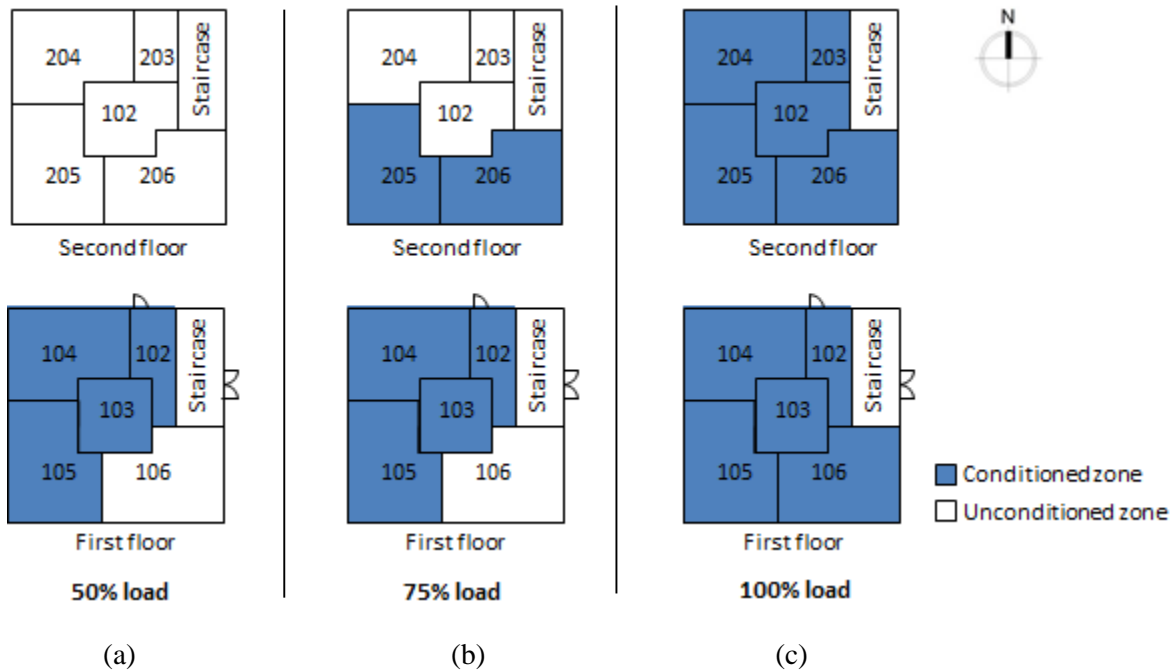 204
203
Staircase
102
205
206
Second floor
104
102
Staircase
103
105
106
First floor
50% load
(a)
204
203
Staircase
102
205
206
Second floor
104
102
Staircase
103
105
106
First floor
75% load
(b)
204
203
Staircase
102
205
206
Second floor
104
102
Staircase
103
105
106
First floor
100% load
(c)
N
Conditioned zone
Unconditioned zone